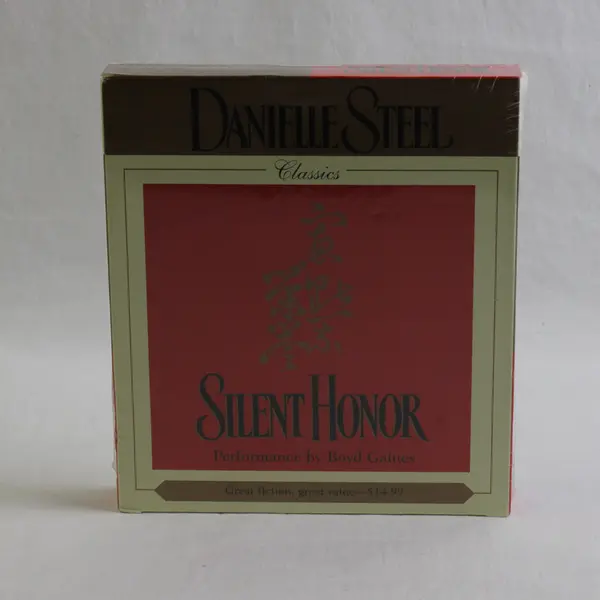 DANIELLE STEEL
Classics
SILENT HONOR
Performance by Boyd Gaines
Great fiction, great value—$14.99